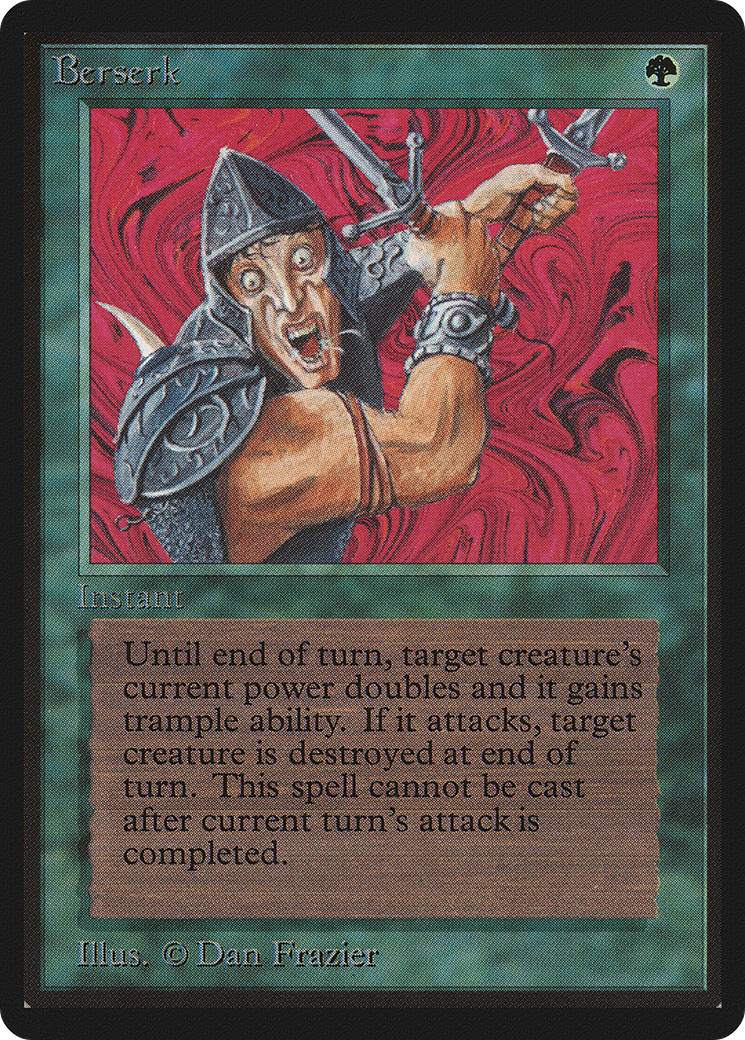 Berserk
Instant
Until end of turn, target creature's
current power doubles and it gains
trample ability.  If it attacks, target
creature is destroyed at end of
turn.  This spell cannot be cast
after current turn's attack is
completed.
Illus. © Dan Frazier